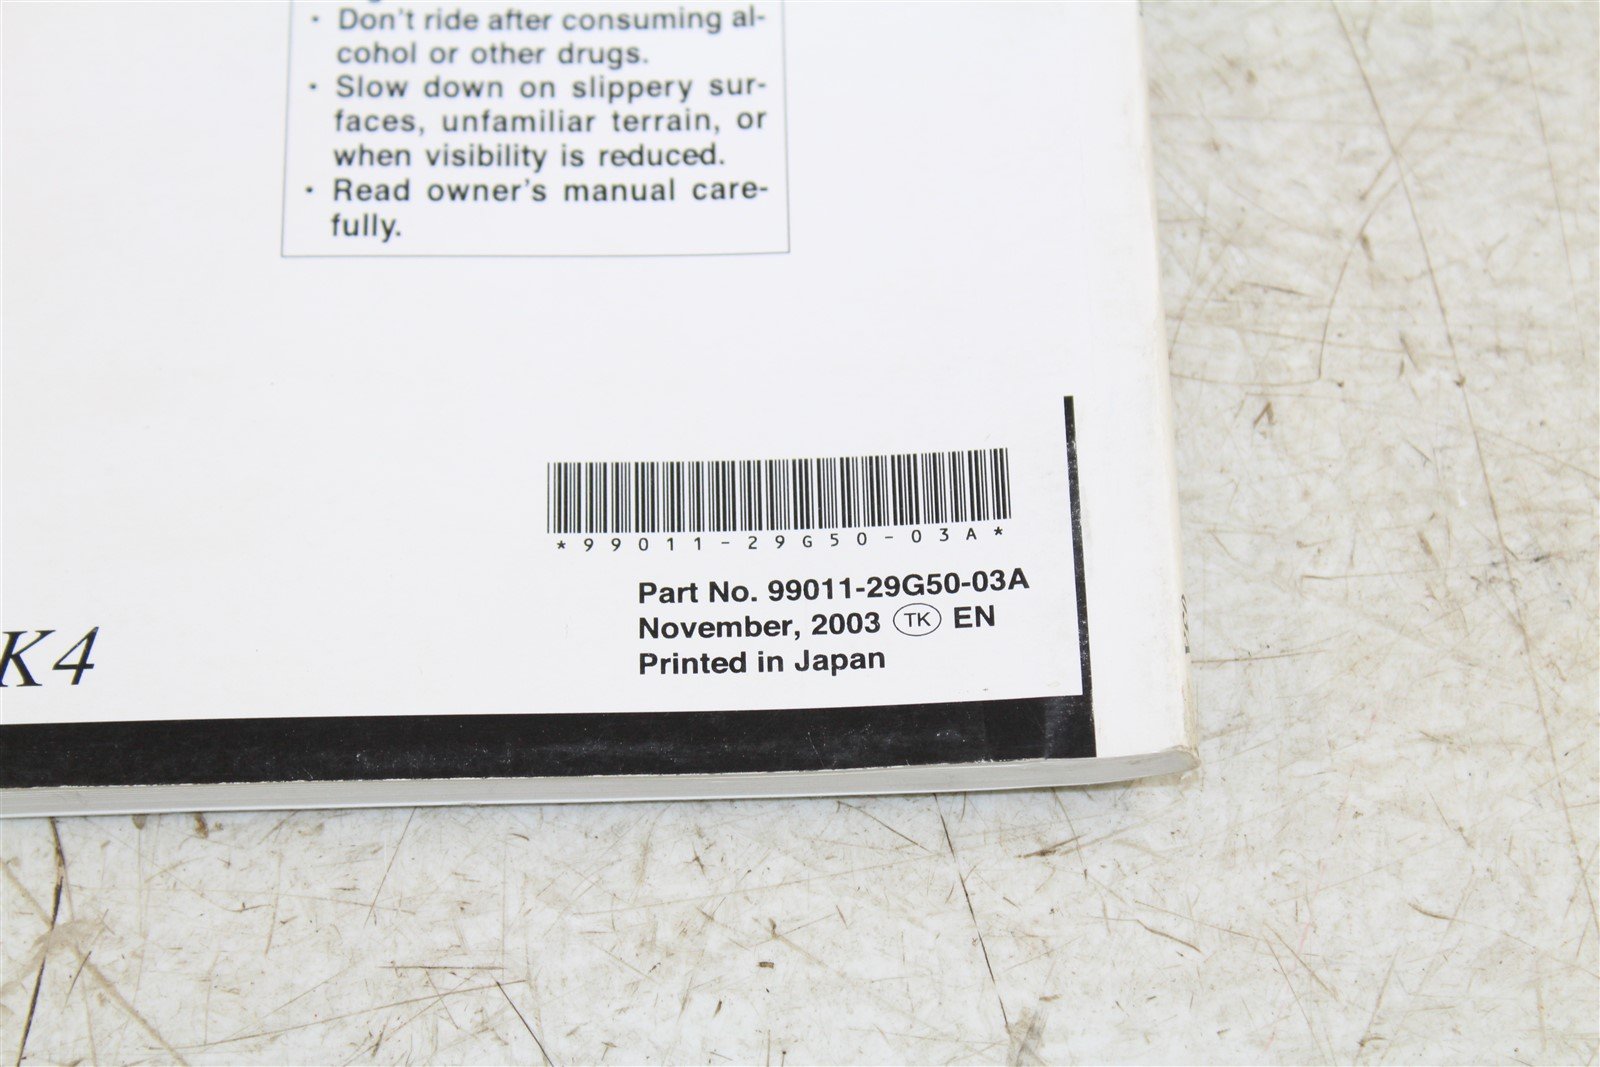 · Don't ride after consuming al-
cohol or other drugs.
· Slow down on slippery sur-
faces, unfamiliar terrain, or
when visibility is reduced.
· Read owner's manual care-
fully.
*99011-29G50-03A*
Part No. 99011-29G50-03A
November, 2003 TK EN
Printed in Japan
K4